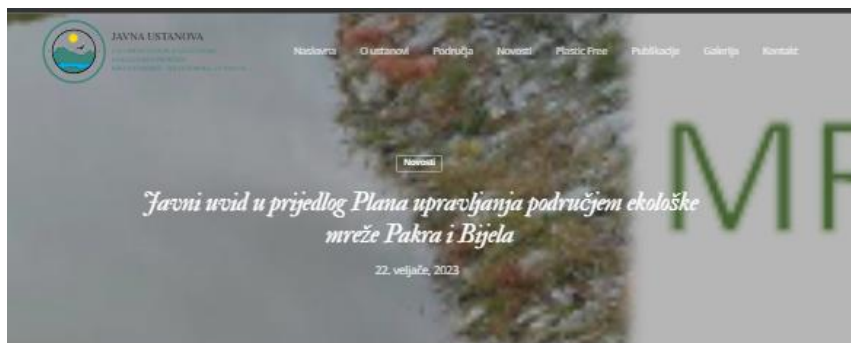 JAVNA USTANOVA
Naslovna O ustanovi Područja Novosti Plastic Free Publikacije Galerija Kontakt
Novosti
Javni uvid u prijedlog Plana upravljanja područjem ekološke
mreže Pakra i Bijela
22. veljače, 2023